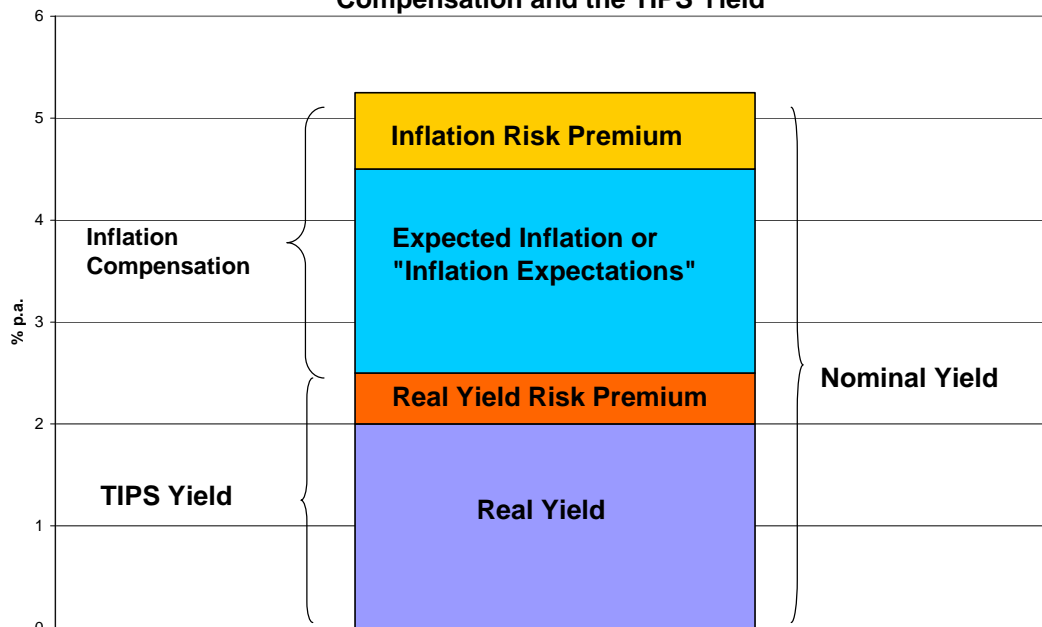 Compensation and the TIPS Yield
6
5
4
3
2
1
0
% p.a.
Inflation Risk Premium
Expected Inflation or
"Inflation Expectations"
Real Yield Risk Premium
Real Yield
Inflation
Compensation
TIPS Yield
Nominal Yield